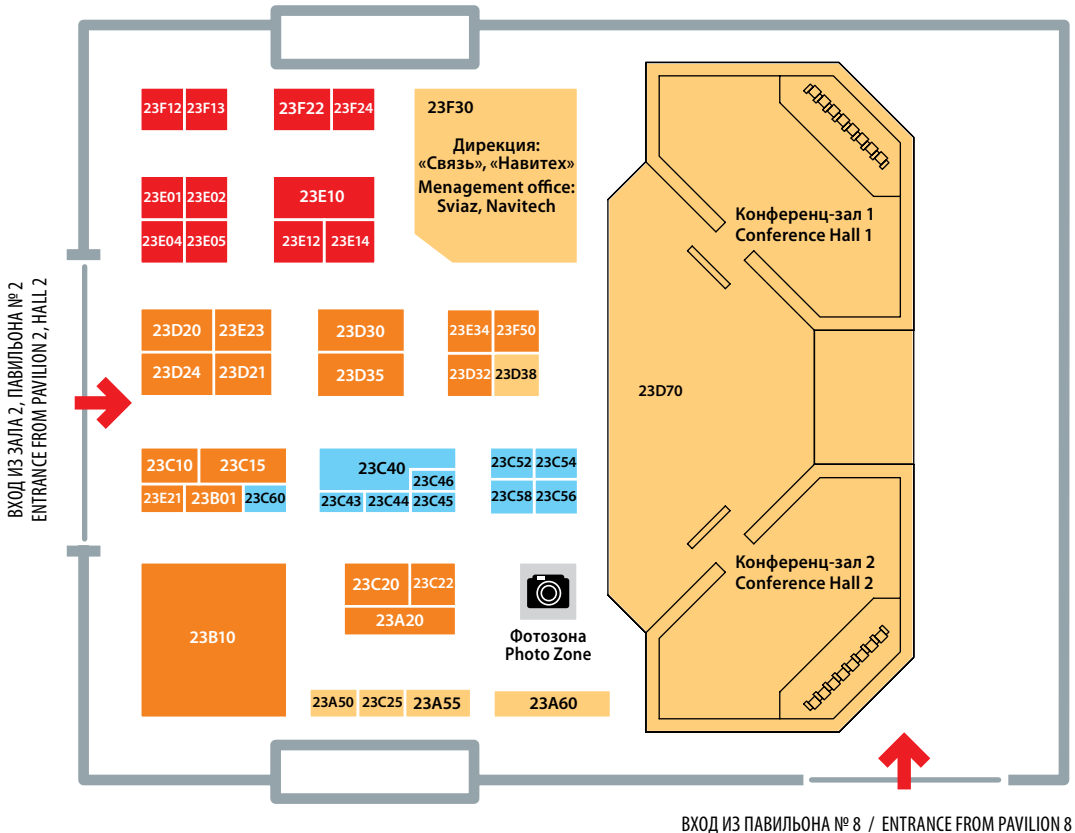 23F12 23F13 23F22 23F24
23F30
Дирекция:
«Связь», «Навитех»
Menagement office:
Sviaz, Navitech
23E01 23E02 23E10
23E04 23E05 23E12 23E14
Конференц-зал 1
Conference Hall 1
ВХОД ИЗ ЗАЛА 2, ПАВИЛЬОНА № 2
ENTRANCE FROM PAVILION 2, HALL 2
23D20 23E23 23D30 23E34 23F50
23D24 23D21 23D35 23D32 23D38
23D70
23C10 23C15 23C40 23C52 23C54
23C46
23E21 23B01 23C60 23C43 23C44 23C45 23C58 23C56
23B10
23C20 23C22
23A20
Фотозона
Photo Zone
Конференц-зал 2
Conference Hall 2
23A50 23C25 23A55 23A60
ВХОД ИЗ ПАВИЛЬОНА № 8 / ENTRANCE FROM PAVILION 8